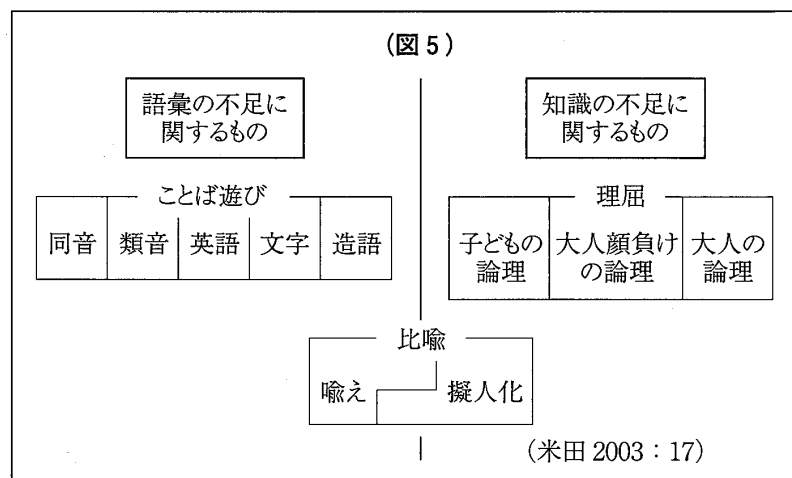 (図5)
語彙の不足に
関するもの
知識の不足に
関するもの
ことば遊び
同音
類音
英語
文字
造語
理屈
子どもの
論理
大人顔負け
の論理
大人の
論理
比喩
喩え
擬人化
(米田 2003:17)